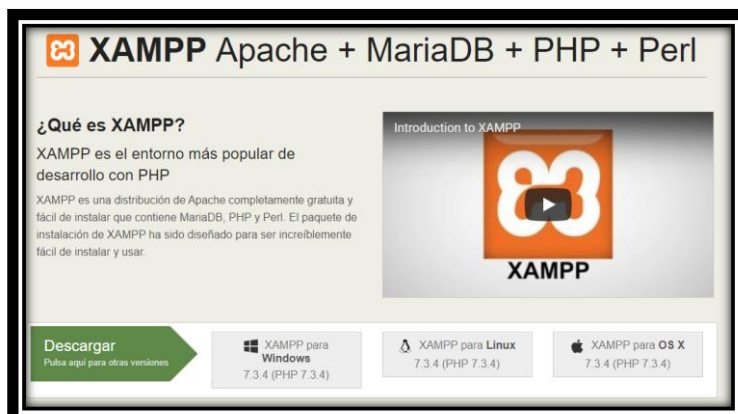 XAMPP Apache + MariaDB + PHP + Perl
¿Qué es XAMPP?
XAMPP es el entorno más popular de
desarrollo con PHP
XAMPP es una distribución de Apache completamente gratuita y
fácil de instalar que contiene MariaDB, PHP y Perl. El paquete de
instalación de XAMPP ha sido diseñado para ser increíblemente
fácil de instalar y usar.
Introduction to XAMPP
XAMPP
Descargar
Pulsa aquí para otras versiones
XAMPP para
Windows
7.3.4 (PHP 7.3.4)
XAMPP para Linux
7.3.4 (PHP 7.3.4)
XAMPP para OS X
7.3.4 (PHP 7.3.4)